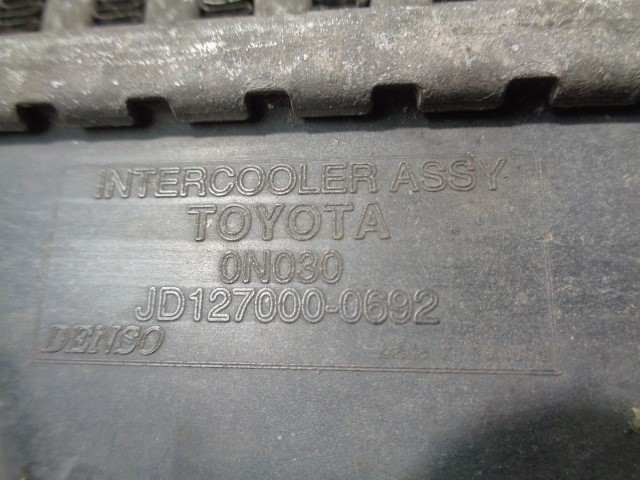 INTERCOOLER ASSY
TOYOTA
0N030
JD127000-0692
DENSO